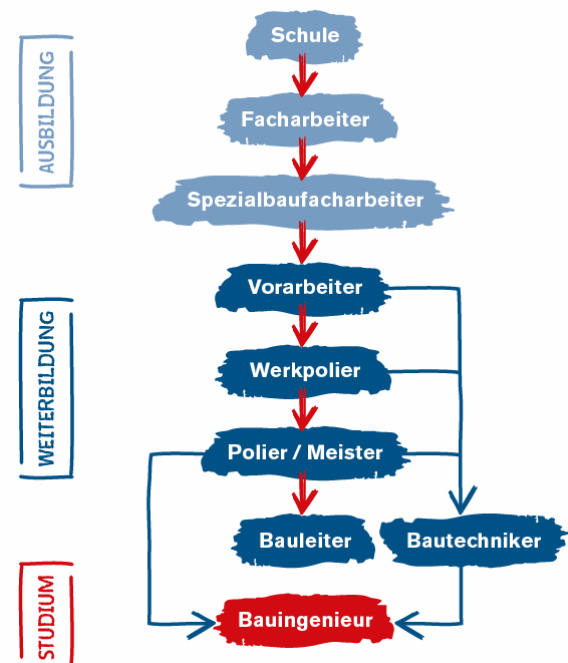 AUSBILDUNG
Schule
Facharbeiter
Spezialbaufacharbeiter
WEITERBILDUNG
Vorarbeiter
Werkpolier
Polier / Meister
Bauleiter
Bautechniker
STUDIUM
Bauingenieur